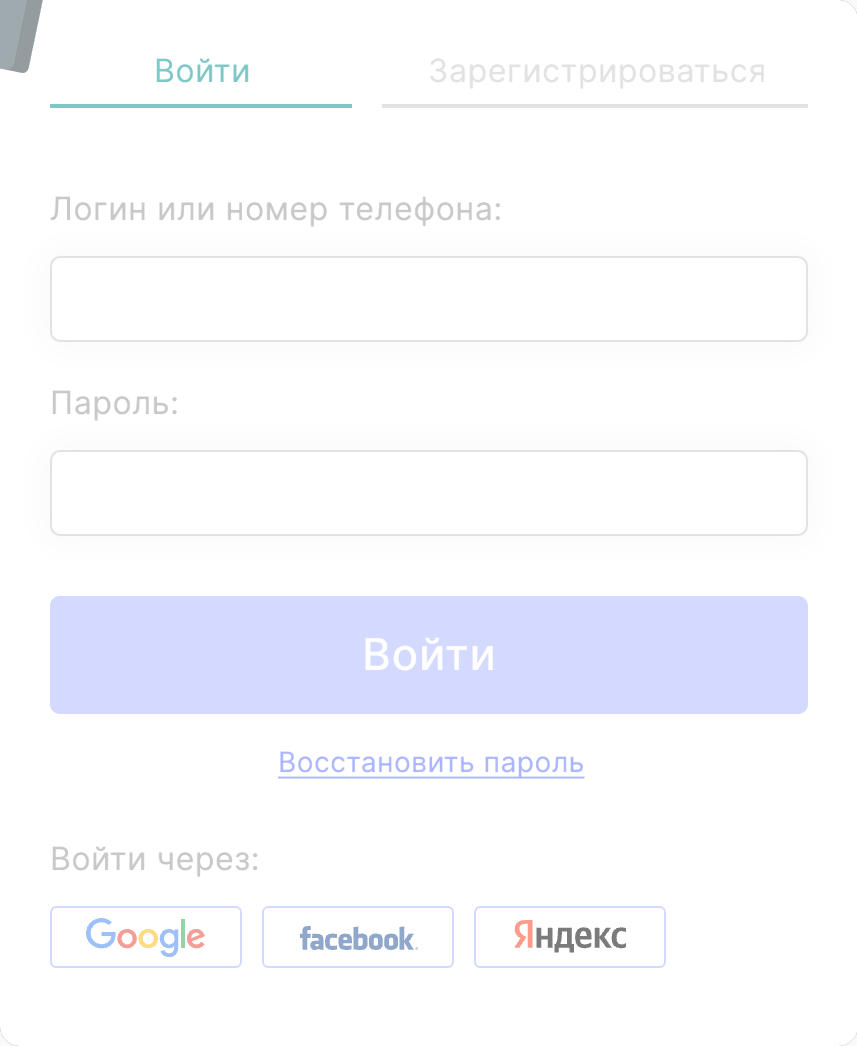 Войти Зарегистрироваться
Логин или номер телефона:
Пароль:
Войти
Восстановить пароль
Войти через:
Google facebook. Яндекс